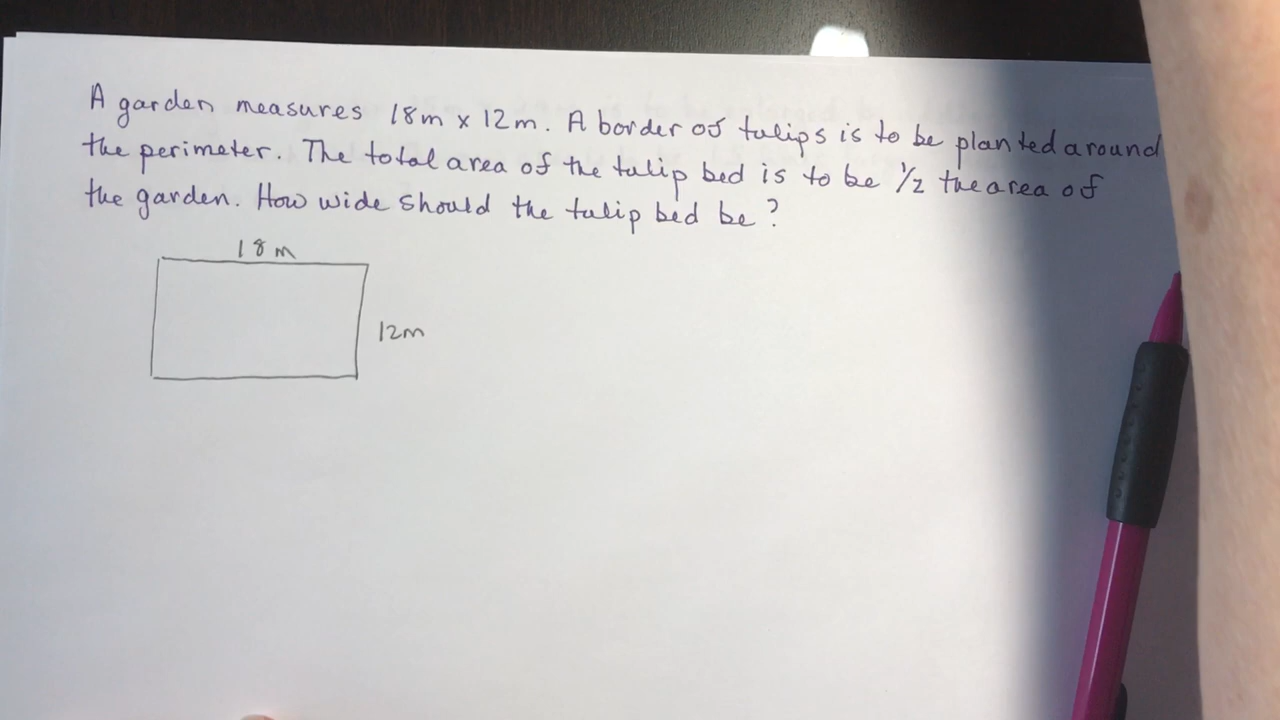 A garden measures 18m x 12m. A border of tulips is to be planted around
the perimeter. The total area of the tulip bed is to be 1/2 the area of
the garden. How wide should the tulip bed be?
18m
12m